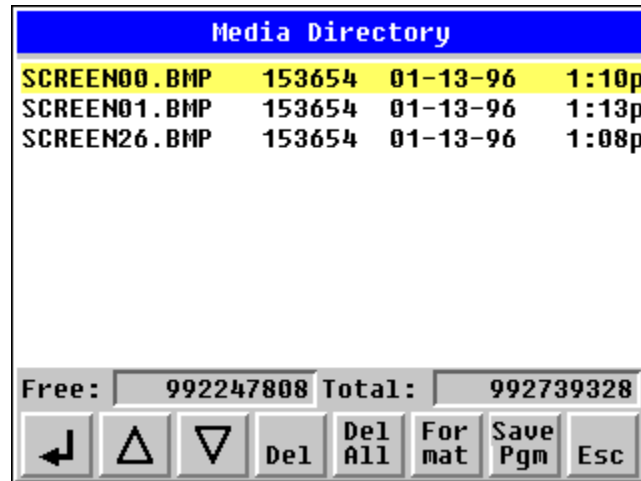 Media Directory
SCREEN00.BMP 153654 01-13-96 1:10p
SCREEN01.BMP 153654 01-13-96 1:13p
SCREEN26.BMP 153654 01-13-96 1:08p
Free: 992247808 Total: 992739328
Del Del All For mat Save Pgm Esc